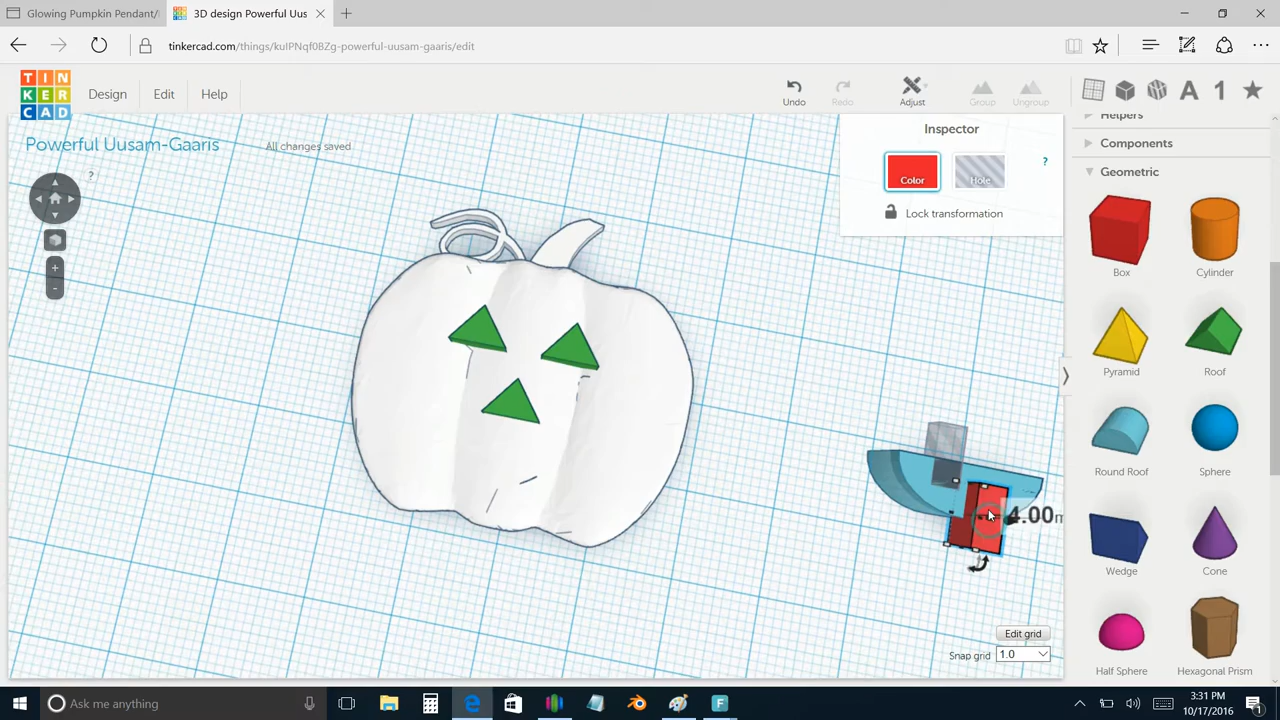 Glowing Pumpkin Pendant/
3D design Powerful Uus
tinkercad.com/things/kuIPNqf0BZg-powerful-uusam-gaaris/edit
TIN
KER
CAD
Design Edit Help
Undo Redo Adjust Group Ungroup
A 1
Helpers
Powerful Uusam-Gaaris All changes saved
?
Inspector
Color Hole ?
Lock transformation
Components
Geometric
Box Cylinder
Pyramid Roof
Round Roof Sphere
Wedge Cone
Half Sphere Hexagonal Prism
4.00
Edit grid
Snap grid 1.0
Ask me anything
3:31 PM
10/17/2016